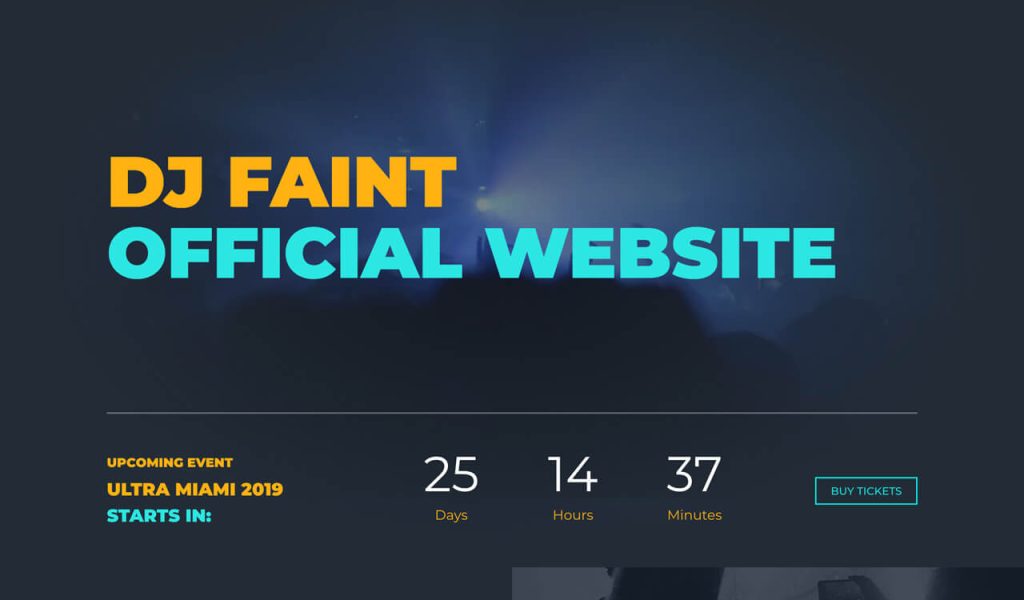 DJ FAINT
OFFICIAL WEBSITE
UPCOMING EVENT
ULTRA MIAMI 2019
STARTS IN:
25 14 37
Days Hours Minutes
BUY TICKETS